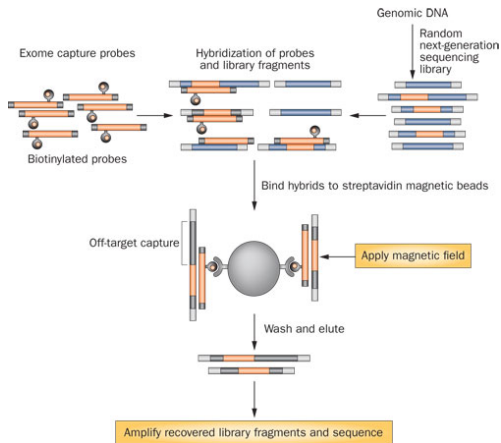 Genomic DNA
Exome capture probes
Hybridization of probes
and library fragments
Random
next-generation
sequencing
library
Biotinylated probes
Bind hybrids to streptavidin magnetic beads
Off-target capture
Apply magnetic field
Wash and elute
Amplify recovered library fragments and sequence